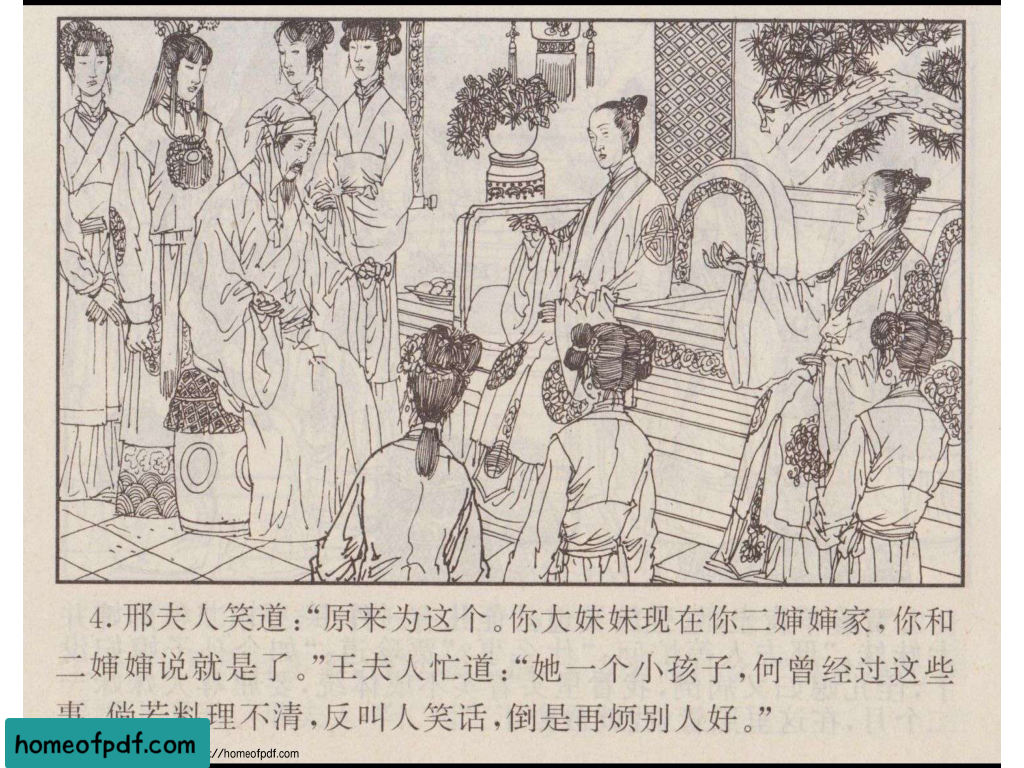 4. 邢夫人笑道：“原来为这个。你大妹妹现在你二婶婶家，你和
二婶婶说就是了。”王夫人忙道：“她一个小孩子，何曾经过这些
事，倘若料理不清，反叫人笑话，倒是再烦别人好。”
homeofpdf.com
://homeofpdf.com